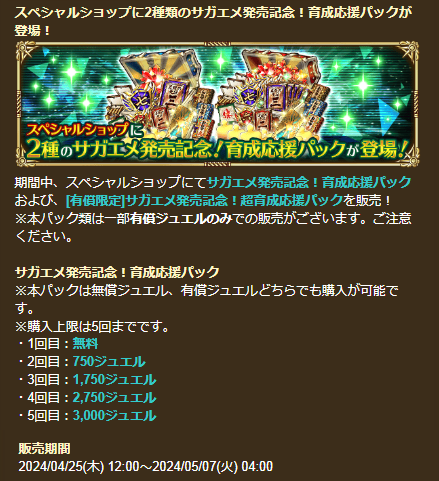 スペシャルショップに2種類のサガエメ発売記念！育成応援パックが
登場！
スペシャルショップに
2種のサガエメ発売記念！育成応援パックが登場！
期間中、スペシャルショップにてサガエメ発売記念！育成応援パック
および、[有償限定]サガエメ発売記念！超育成応援パックを販売！
※本パック類は一部有償ジュエルのみでの販売がございます。ご注意
ください。
サガエメ発売記念！育成応援パック
※本パックは無償ジュエル、有償ジュエルどちらでも購入が可能で
す。
※購入上限は5回までです。
・1回目：無料
・2回目：750ジュエル
・3回目：1,750ジュエル
・4回目：2,750ジュエル
・5回目：3,000ジュエル
販売期間
2024/04/25(木) 12:00～2024/05/07(火) 04:00